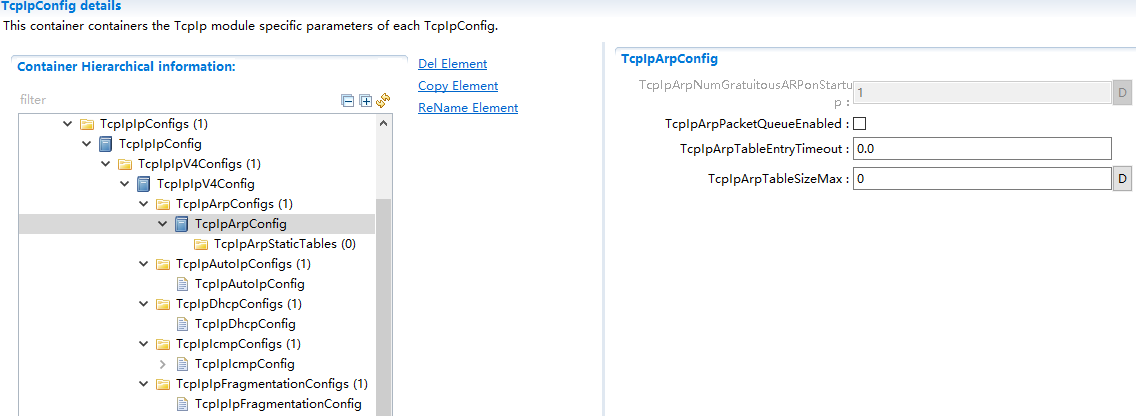 TcpIpConfig details
This container containers the TcpIp module specific parameters of each TcpIpConfig.
Container Hierarchical information:
filter
TcpIpIpConfigs (1)
TcpIpIpConfig
TcpIpIpV4Configs (1)
TcpIpIpV4Config
TcpIpArpConfigs (1)
TcpIpArpConfig
TcpIpArpStaticTables (0)
TcpIpAutoIpConfigs (1)
TcpIpAutoIpConfig
TcpIpDhcpConfigs (1)
TcpIpDhcpConfig
TcpIpIcmpConfigs (1)
TcpIpIcmpConfig
TcpIpIpFragmentationConfigs (1)
TcpIpIpFragmentationConfig
Del Element
Copy Element
ReName Element
TcpIpArpConfig
TcpIpArpNumGratuitousARPonStartu
p : 1 D
TcpIpArpPacketQueueEnabled :
TcpIpArpTableEntryTimeout : 0.0
TcpIpArpTableSizeMax : 0 D